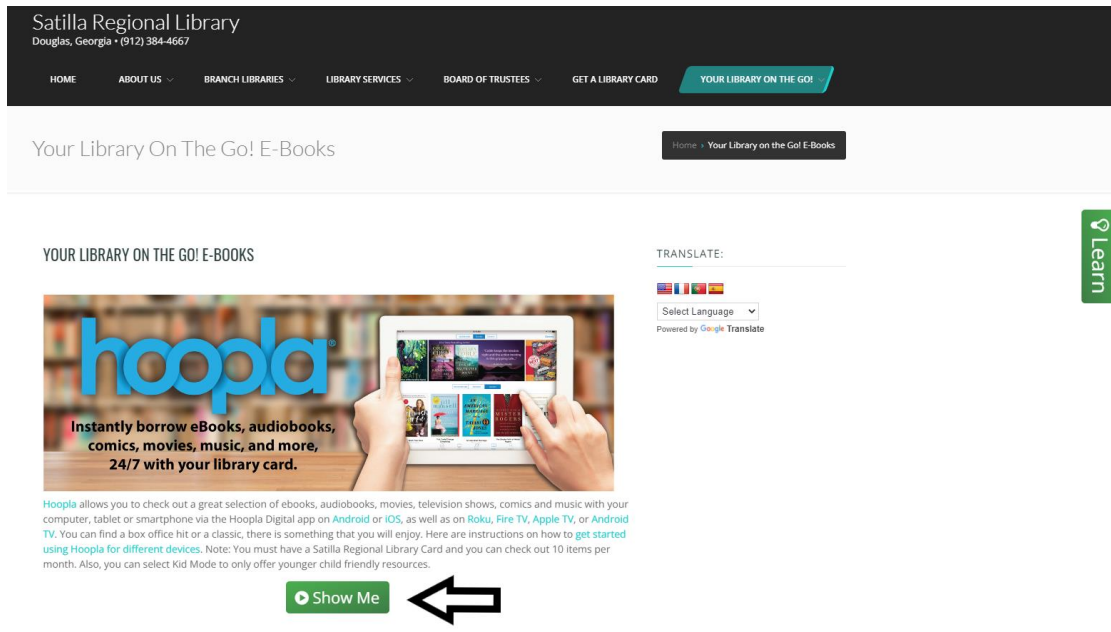 Satilla Regional Library
Douglas, Georgia • (912) 384-4667
HOME
ABOUT US
BRANCH LIBRARIES
LIBRARY SERVICES
BOARD OF TRUSTEES
GET A LIBRARY CARD
YOUR LIBRARY ON THE GO!
Your Library On The Go! E-Books
Home › Your Library on the Go! E-Books
Learn
YOUR LIBRARY ON THE GO! E-BOOKS
hoopla®
Instantly borrow eBooks, audiobooks,
comics, movies, music, and more,
24/7 with your library card.
Hoopla allows you to check out a great selection of ebooks, audiobooks, movies, television shows, comics and music with your
computer, tablet or smartphone via the Hoopla Digital app on Android or iOS, as well as on Roku, Fire TV, Apple TV, or Android
TV. You can find a box office hit or a classic, there is something that you will enjoy. Here are instructions on how to get started
using Hoopla for different devices. Note: You must have a Satilla Regional Library Card and you can check out 10 items per
month. Also, you can select Kid Mode to only offer younger child friendly resources.
Show Me
TRANSLATE:
Select Language
Powered by Google Translate